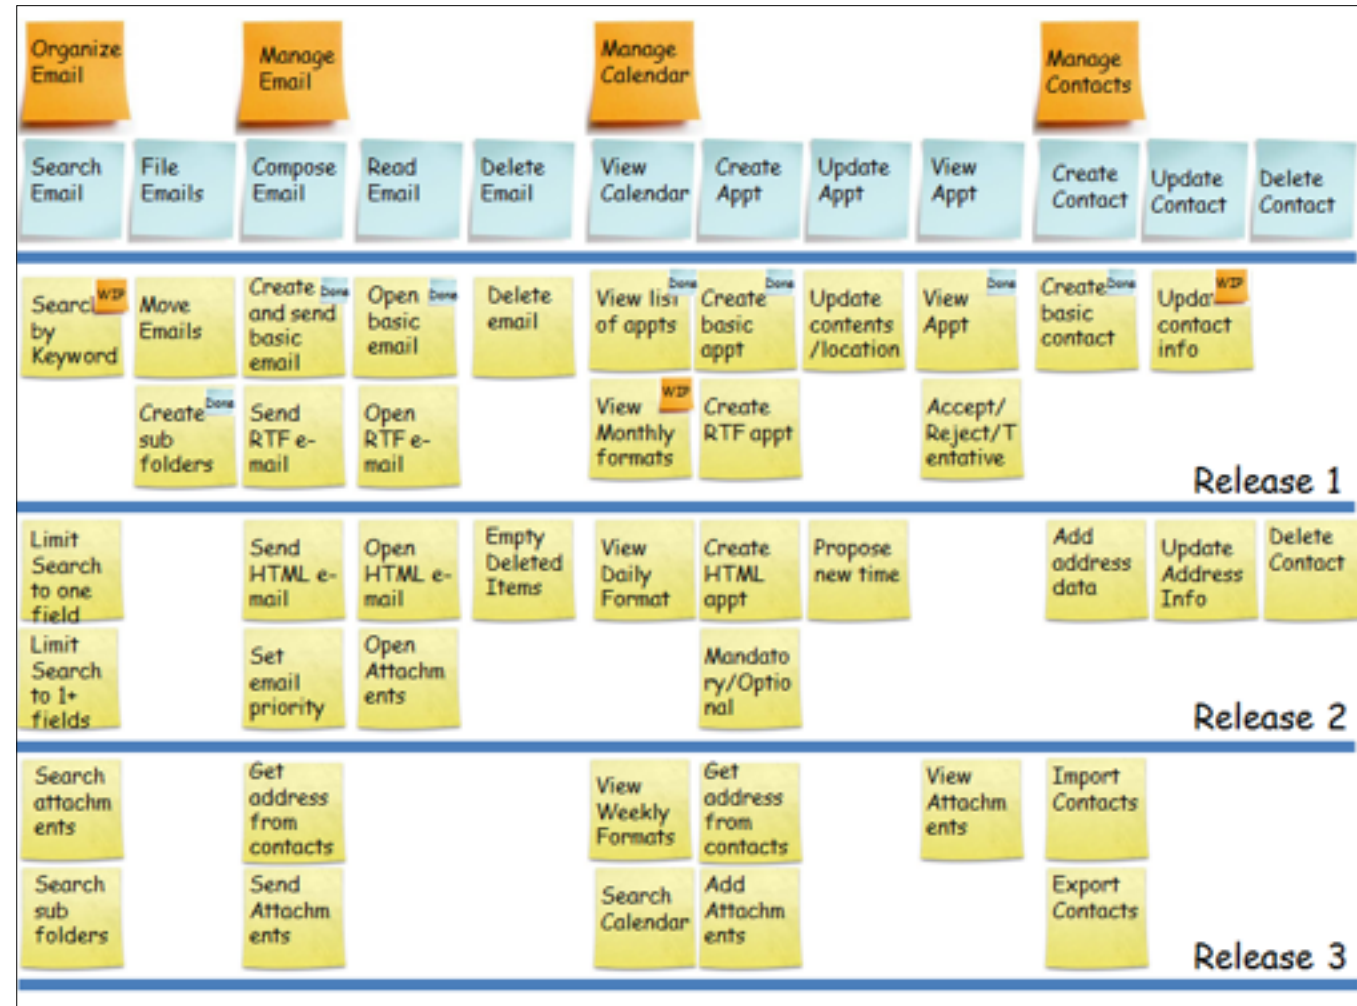 Organize
Email
Manage
Email
Manage
Calendar
Manage
Contacts
Search
Email
File
Emails
Compose
Email
Read
Email
Delete
Email
View
Calendar
Create
Appt
Update
Appt
View
Appt
Create
Contact
Update
Contact
Delete
Contact
WIP
by
Keyword
Move
Emails
Create
Done
and send
basic
email
Open
Done
basic
email
Delete
email
Done
View list
of appts
Done
Create
basic
appt
Update
contents
/location
Done
View
Appt
Create
Done
basic
contact
WIP
contact
info
Create
Done
sub
folders
Send
RTF e-
mail
Open
RTF e-
mail
WIP
View
Monthly
formats
Create
RTF appt
Accept/
Reject/T
entative
Release 1
Limit
Search
to one
field
Send
HTML e-
mail
Open
HTML e-
mail
Empty
Deleted
Items
View
Daily
Format
Create
HTML
appt
Propose
new time
Add
address
data
Update
Address
Info
Delete
Contact
Limit
Search
to 1+
fields
Set
email
priority
Open
Attachm
ents
Mandato
ry/Optio
nal
Release 2
Search
attachm
ents
Get
address
from
contacts
View
Weekly
Formats
Get
address
from
contacts
View
Attachm
ents
Import
Contacts
Search
sub
folders
Send
Attachm
ents
Search
Calendar
Add
Attachm
ents
Export
Contacts
Release 3